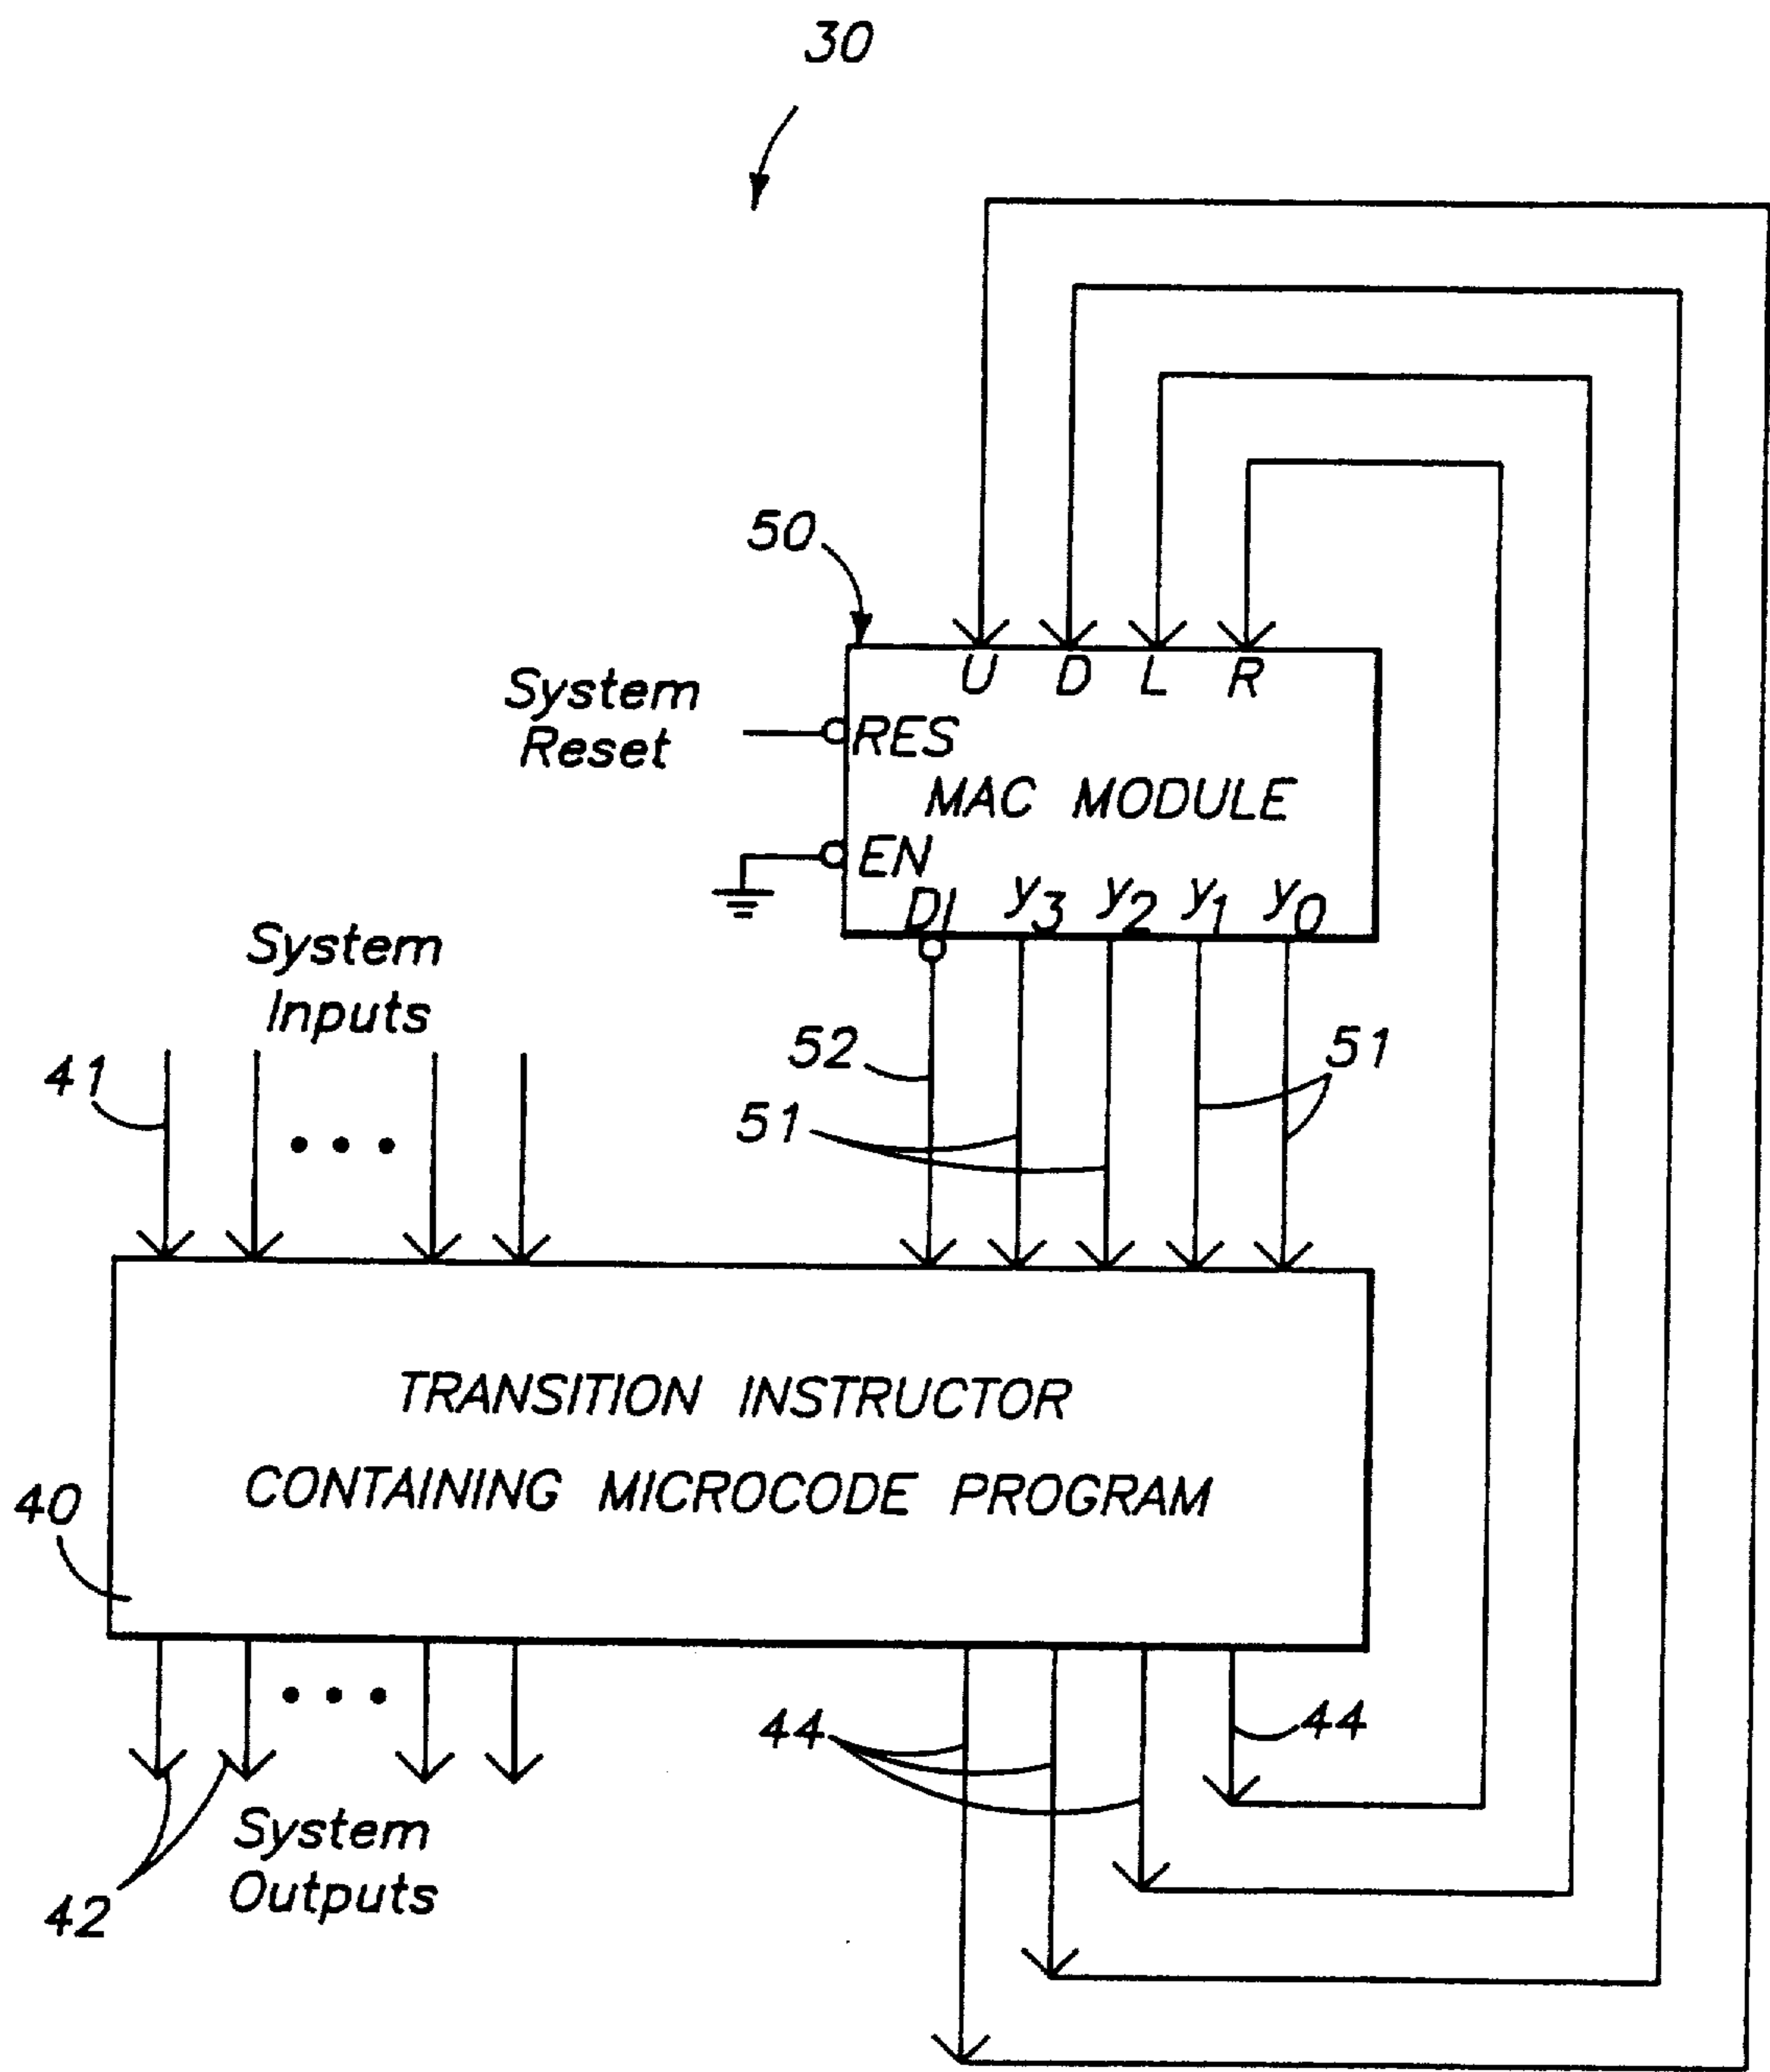 30
50
U D L R
System
Reset
RES
MAC MODULE
EN
DI y3 y2 y1 y0
System
Inputs
41
52
51
51
TRANSITION INSTRUCTOR
CONTAINING MICROCODE PROGRAM
40
44
44
System
Outputs
42